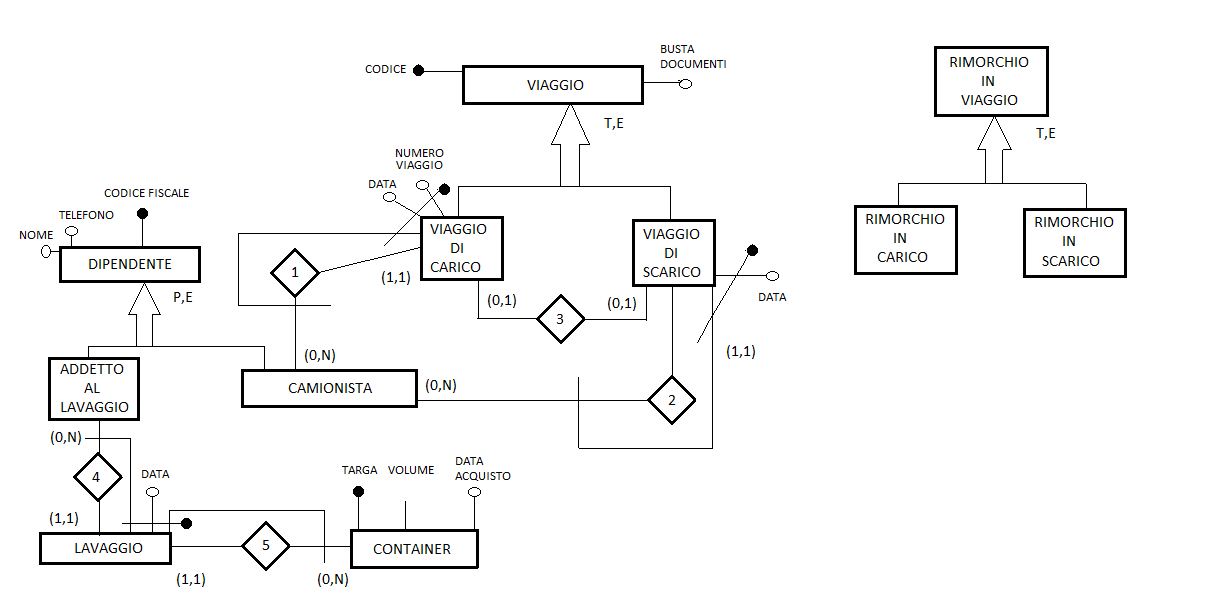 BUSTA
DOCUMENTI
CODICE
VIAGGIO
T,E
RIMORCHIO
IN
VIAGGIO
T,E
RIMORCHIO
IN
CARICO
RIMORCHIO
IN
SCARICO
NUMERO
VIAGGIO
DATA
VIAGGIO
DI
CARICO
VIAGGIO
DI
SCARICO
DATA
CODICE FISCALE
TELEFONO
NOME
DIPENDENTE
P,E
1
(1,1)
(0,1)
3
(0,1)
(1,1)
(0,N)
CAMIONISTA
(0,N)
2
ADDETTO
AL
LAVAGGIO
(0,N)
4
DATA
(1,1)
LAVAGGIO
(1,1)
5
(0,N)
TARGA
VOLUME
DATA
ACQUISTO
CONTAINER